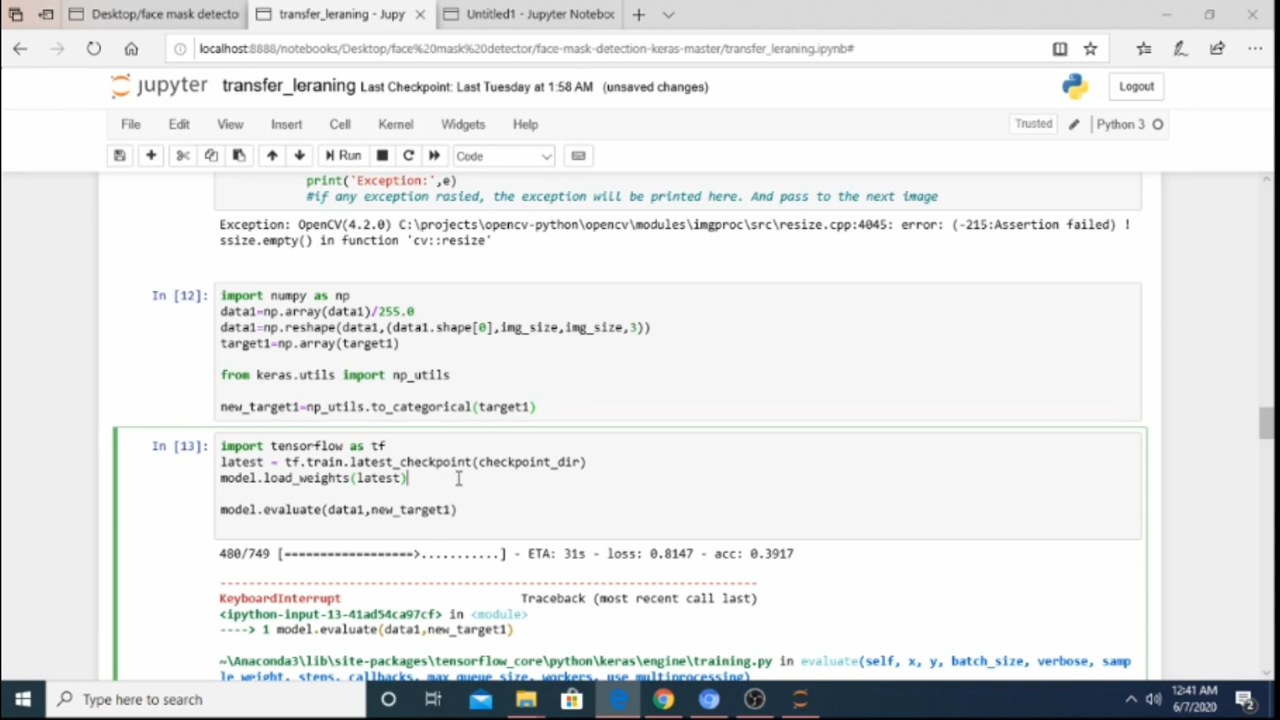 Desktop/face mask detecto
transfer_leraning - Jupy
Untitled1 - Jupyter Notebool
localhost:8888/notebooks/Desktop/face%20mask%20detector/face-mask-detection-keras-master/transfer_leraning.ipynb#
jupyter transfer_leraning Last Checkpoint: Last Tuesday at 1:58 AM (unsaved changes)
Logout
File Edit View Insert Cell Kernel Widgets Help
Trusted Python 3
Run Code
print('Exception:',e)
#if any exception rasied, the exception will be printed here. And pass to the next image
Exception: OpenCV(4.2.0) C:\projects\opencv-python\opencv\modules\imgproc\src\resize.cpp:4045: error: (-215:Assertion failed) !
ssize.empty() in function 'cv::resize'
In [12]:
import numpy as np
data1=np.array(data1)/255.0
data1=np.reshape(data1,(data1.shape[0],img_size,img_size,3))
target1=np.array(target1)
from keras.utils import np_utils
new_target1=np_utils.to_categorical(target1)
In [13]:
import tensorflow as tf
latest = tf.train.latest_checkpoint(checkpoint_dir)
model.load_weights(latest)
model.evaluate(data1,new_target1)
480/749 [==================>...........] - ETA: 31s - loss: 0.8147 - acc: 0.3917
---------------------------------------------------------------------------
KeyboardInterrupt Traceback (most recent call last)
<ipython-input-13-41ad54ca97cf> in <module>
----> 1 model.evaluate(data1,new_target1)
~\Anaconda3\lib\site-packages\tensorflow_core\python\keras\engine\training.py in evaluate(self, x, y, batch_size, verbose, samp
le_weight, steps, callbacks, max_queue_size, workers, use_multiprocessing)
Type here to search
12:41 AM
6/7/2020
2